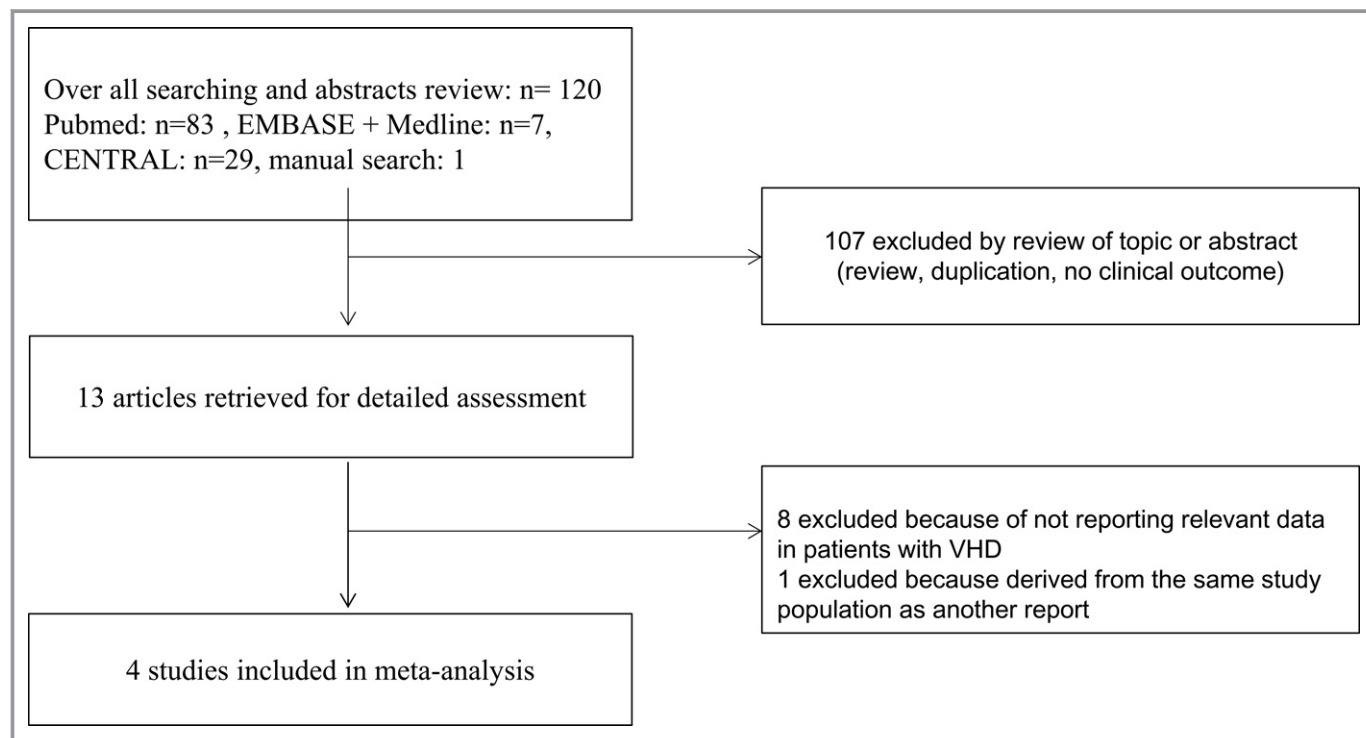 Over all searching and abstracts review: n= 120
Pubmed: n=83 , EMBASE + Medline: n=7,
CENTRAL: n=29, manual search: 1
107 excluded by review of topic or abstract
(review, duplication, no clinical outcome)
13 articles retrieved for detailed assessment
8 excluded because of not reporting relevant data
in patients with VHD
1 excluded because derived from the same study
population as another report
4 studies included in meta-analysis